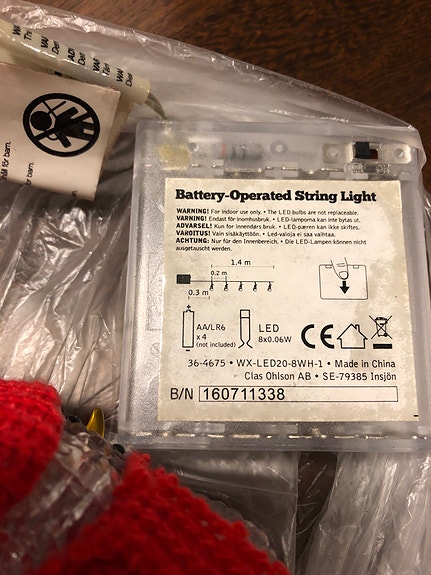 Battery-Operated String Light
WARNING! For indoor use only. • The LED bulbs are not replaceable.
VARNING! Endast för inomhusbruk. • LED-lamporna kan inte bytas ut.
ADVARSEL! Kun for innendørs bruk. • LED-pæren kan ikke skiftes.
VAROITUS! Vain sisäkäyttöön. • Led-valoja ei saa vaihtaa.
ACHTUNG: Nur für den Innenbereich. • Die LED-Lampen können nicht
ausgetauscht werden.
1.4 m
0.2 m
0.3 m
AA/LR6
x 4
(not included)
LED
8x0.06W
CE
36-4675 • WX-LED20-8WH-1 • Made in China
Clas Ohlson AB • SE-79385 Insjön
B/N 160711338
för barn.